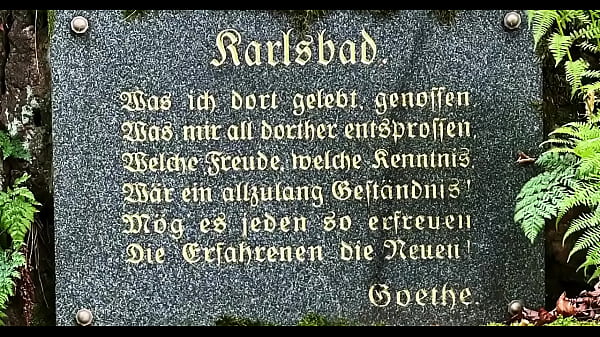 Karlsbad.
Was ich dort gelebt, genossen,
Was mir all dorther entsprossen,
Welche Freude, welche Kenntnis,
Wär ein allzulang Geständnis!
Mög es jeden so erfreuen
Die Erfahrenen die Neuen!
Goethe.